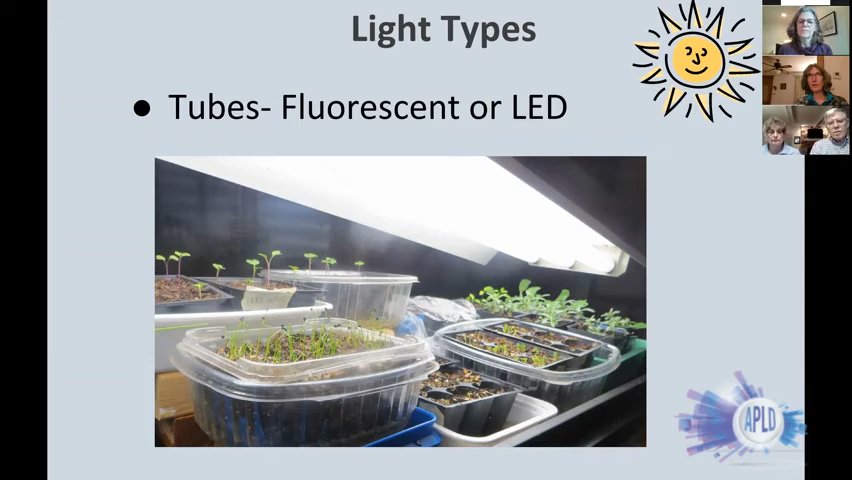 Light Types
● Tubes- Fluorescent or LED
APLD